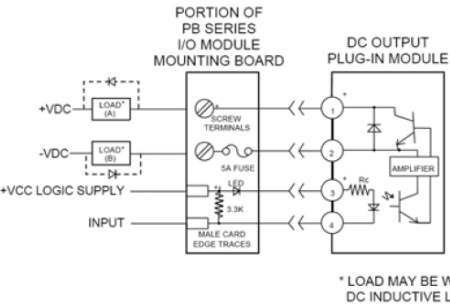 PORTION OF
PB SERIES
I/O MODULE
MOUNTING BOARD
DC OUTPUT
PLUG-IN MODULE
+VDC
LOAD*
(A)
SCREW
TERMINALS
+
1
-VDC
LOAD*
(B)
5A FUSE
2
AMPLIFIER
+VCC LOGIC SUPPLY
LED
3.3K
+
3
Rc
INPUT
4
MALE CARD
EDGE TRACES
* LOAD MAY BE
DC INDUCTIVE